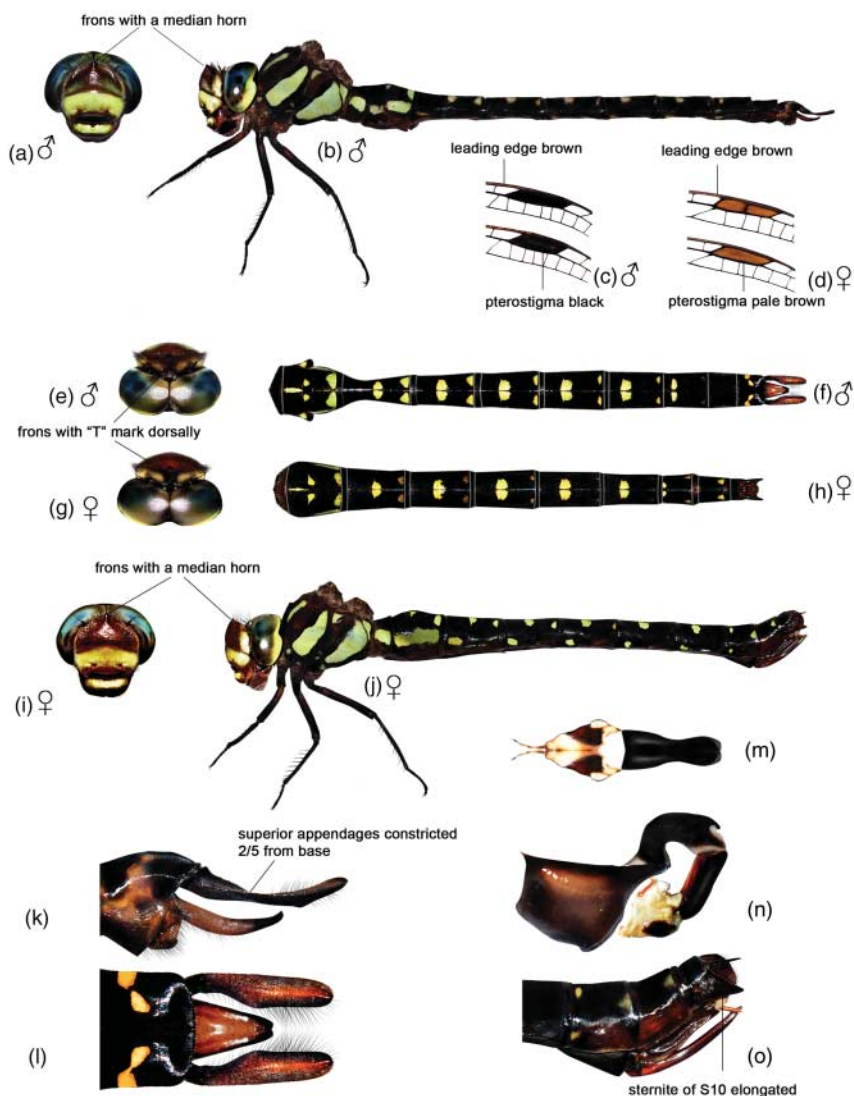 frons with a median horn
(a) ♂
(b) ♂
leading edge brown
leading edge brown
(c) ♂
(d) ♀
pterostigma black
pterostigma pale brown
(e) ♂
(f) ♂
frons with "T" mark dorsally
(g) ♀
(h) ♀
frons with a median horn
(i) ♀
(j) ♀
(m)
superior appendages constricted
2/5 from base
(k)
(n)
(l)
(o)
sternite of S10 elongated